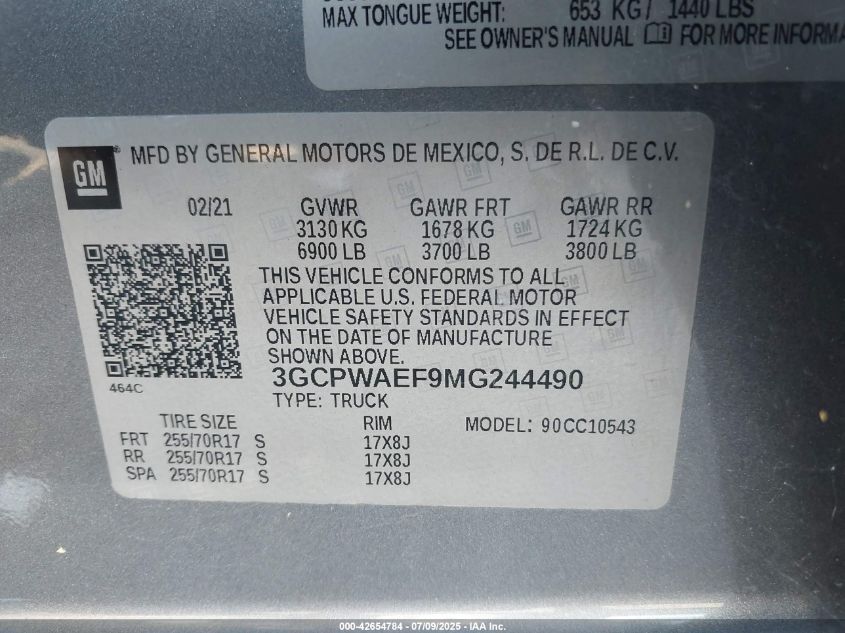 MAX TONGUE WEIGHT: 653 KG / 1440 LBS
SEE OWNER'S MANUAL FOR MORE INFORMA
GM
MFD BY GENERAL MOTORS DE MEXICO, S. DE R.L. DE C.V.
02/21 GVWR GAWR FRT GAWR RR
3130 KG 1678 KG 1724 KG
6900 LB 3700 LB 3800 LB
THIS VEHICLE CONFORMS TO ALL
APPLICABLE U.S. FEDERAL MOTOR
VEHICLE SAFETY STANDARDS IN EFFECT
ON THE DATE OF MANUFACTURE
SHOWN ABOVE.
464C
3GCPWAEF9MG244490
TYPE: TRUCK
TIRE SIZE RIM MODEL: 90CC10543
FRT 255/70R17 S 17X8J
RR 255/70R17 S 17X8J
SPA 255/70R17 S 17X8J
000-42654784 - 07/09/2025 - IAA Inc.